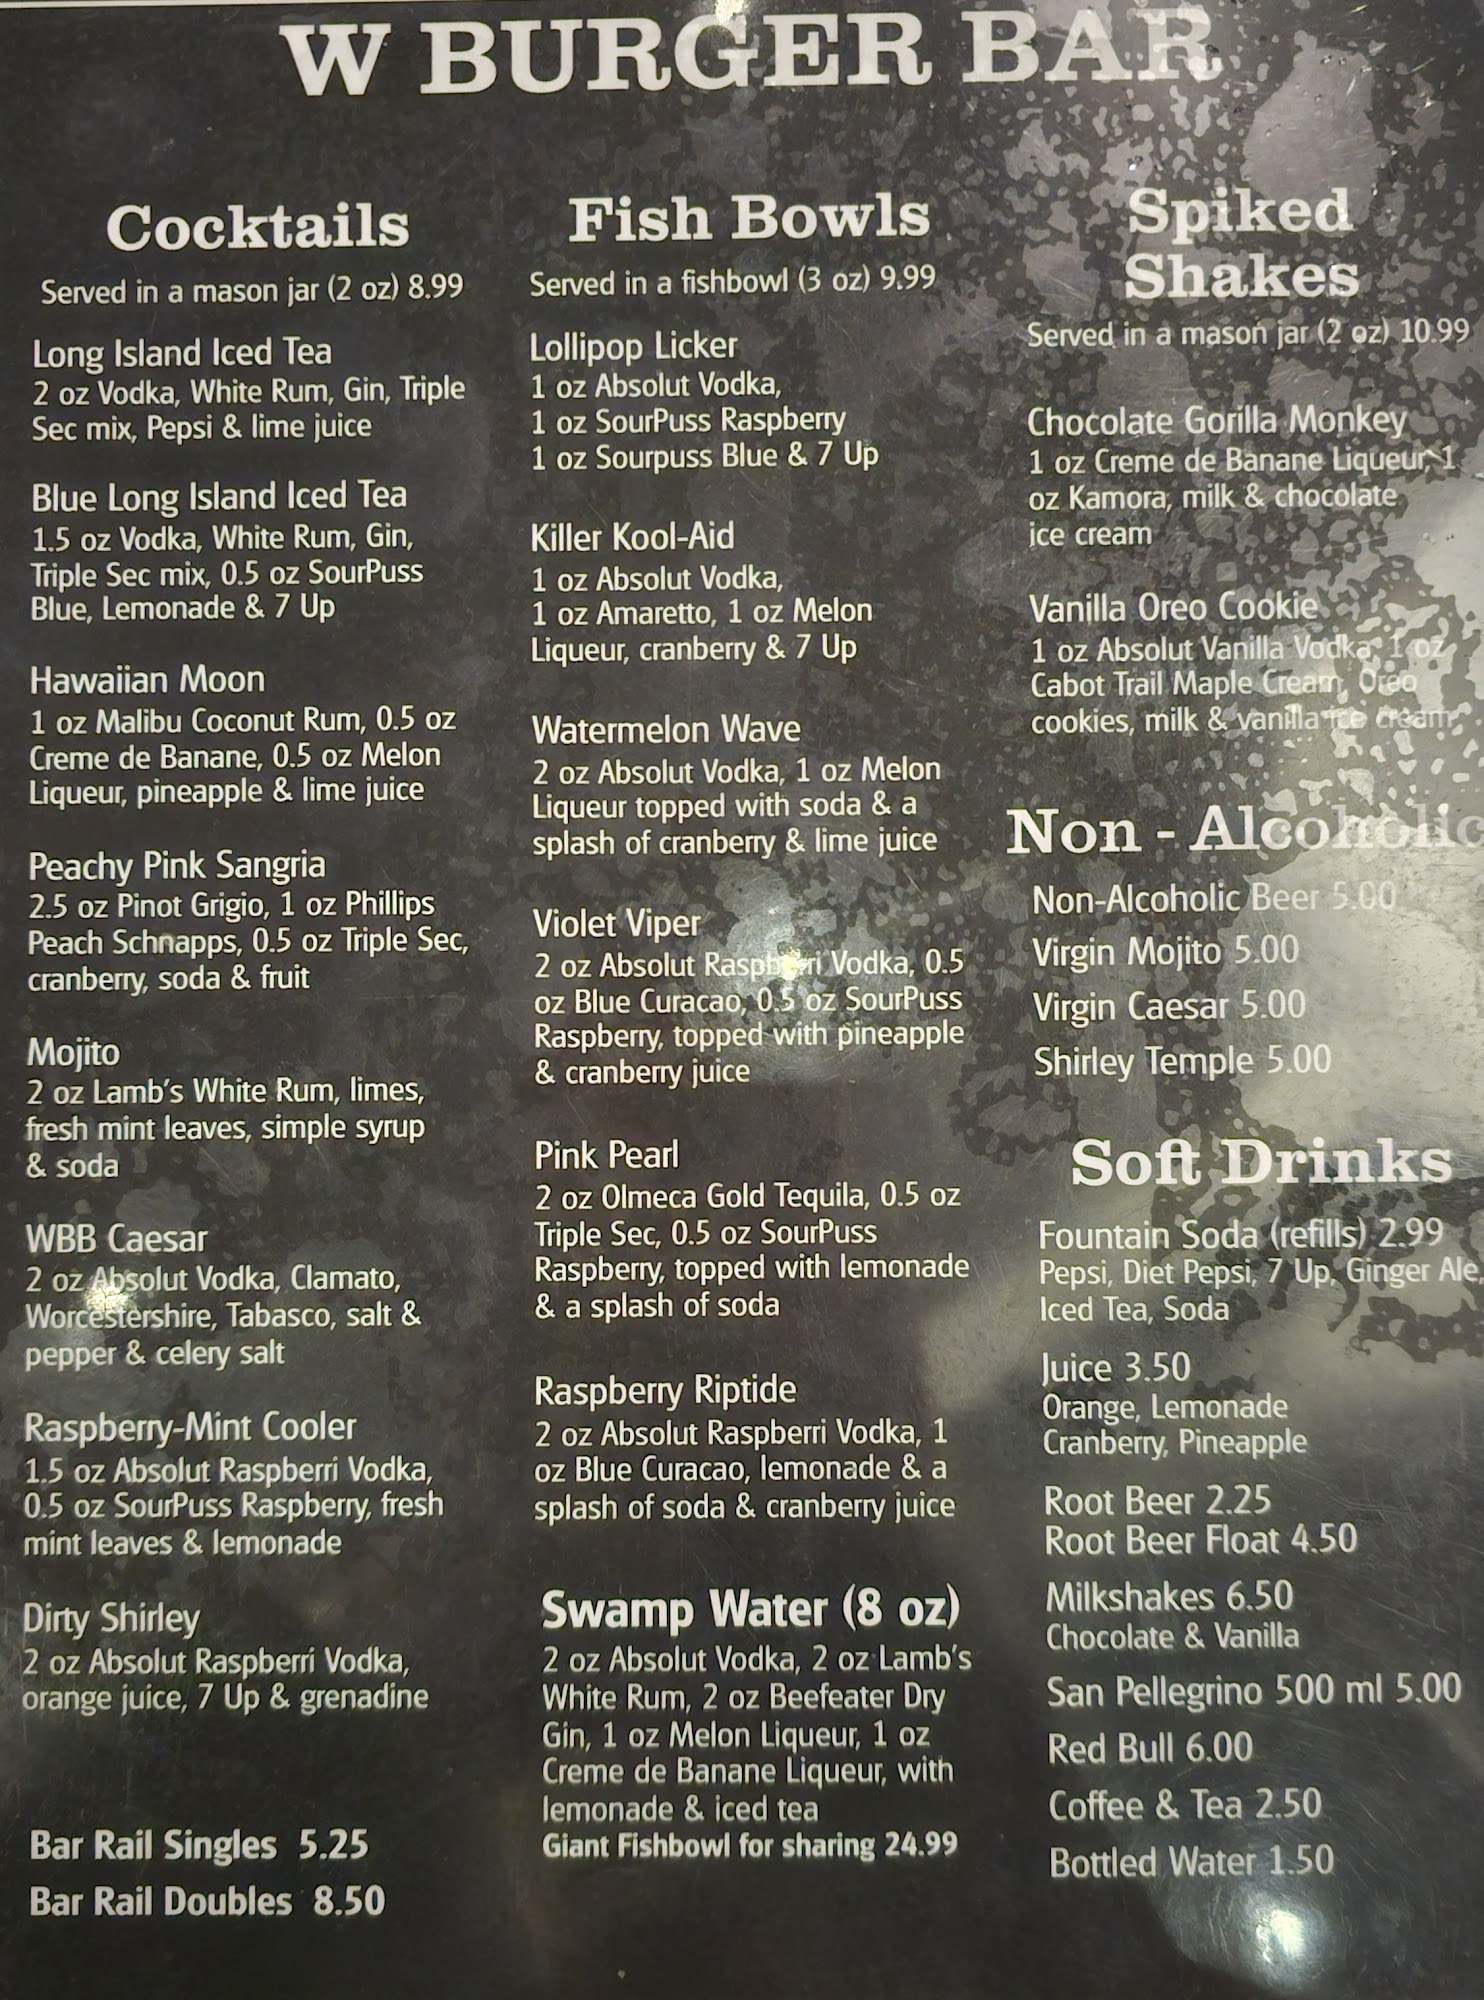 W BURGER BAR
Cocktails
Served in a mason jar (2 oz) 8.99
Long Island Iced Tea
2 oz Vodka, White Rum, Gin, Triple
Sec mix, Pepsi & lime juice
Blue Long Island Iced Tea
1.5 oz Vodka, White Rum, Gin,
Triple Sec mix, 0.5 oz SourPuss
Blue, Lemonade & 7 Up
Hawaiian Moon
1 oz Malibu Coconut Rum, 0.5 oz
Creme de Banane, 0.5 oz Melon
Liqueur, pineapple & lime juice
Peachy Pink Sangria
2.5 oz Pinot Grigio, 1 oz Phillips
Peach Schnapps, 0.5 oz Triple Sec,
cranberry, soda & fruit
Mojito
2 oz Lamb's White Rum, limes,
fresh mint leaves, simple syrup
& soda
WBB Caesar
2 oz Absolut Vodka, Clamato,
Worcestershire, Tabasco, salt &
pepper & celery salt
Raspberry-Mint Cooler
1.5 oz Absolut Raspberri Vodka,
0.5 oz SourPuss Raspberry, fresh
mint leaves & lemonade
Dirty Shirley
2 oz Absolut Raspberri Vodka,
orange juice, 7 Up & grenadine
Bar Rail Singles 5.25
Bar Rail Doubles 8.50
Fish Bowls
Served in a fishbowl (3 oz) 9.99
Lollipop Licker
1 oz Absolut Vodka,
1 oz SourPuss Raspberry
1 oz Sourpuss Blue & 7 Up
Killer Kool-Aid
1 oz Absolut Vodka,
1 oz Amaretto, 1 oz Melon
Liqueur, cranberry & 7 Up
Watermelon Wave
2 oz Absolut Vodka, 1 oz Melon
Liqueur topped with soda & a
splash of cranberry & lime juice
Violet Viper
2 oz Absolut Raspberri Vodka, 0.5
oz Blue Curacao, 0.5 oz SourPuss
Raspberry, topped with pineapple
& cranberry juice
Pink Pearl
2 oz Olmeca Gold Tequila, 0.5 oz
Triple Sec, 0.5 oz SourPuss
Raspberry, topped with lemonade
& a splash of soda
Raspberry Riptide
2 oz Absolut Raspberri Vodka, 1
oz Blue Curacao, lemonade & a
splash of soda & cranberry juice
Swamp Water (8 oz)
2 oz Absolut Vodka, 2 oz Lamb's
White Rum, 2 oz Beefeater Dry
Gin, 1 oz Melon Liqueur, 1 oz
Creme de Banane Liqueur, with
lemonade & iced tea
Giant Fishbowl for sharing 24.99
Spiked
Shakes
Served in a mason jar (2 oz) 10.99
Chocolate Gorilla Monkey
1 oz Creme de Banane Liqueur, 1
oz Kamora, milk & chocolate
ice cream
Vanilla Oreo Cookie
1 oz Absolut Vanilla Vodka, 1 oz
Cabot Trail Maple Cream, Oreo
cookies, milk & vanilla ice cream
Non - Alcoholic
Non-Alcoholic Beer 5.00
Virgin Mojito 5.00
Virgin Caesar 5.00
Shirley Temple 5.00
Soft Drinks
Fountain Soda (refills) 2.99
Pepsi, Diet Pepsi, 7 Up, Ginger Ale
Iced Tea, Soda
Juice 3.50
Orange, Lemonade
Cranberry, Pineapple
Root Beer 2.25
Root Beer Float 4.50
Milkshakes 6.50
Chocolate & Vanilla
San Pellegrino 500 ml 5.00
Red Bull 6.00
Coffee & Tea 2.50
Bottled Water 1.50